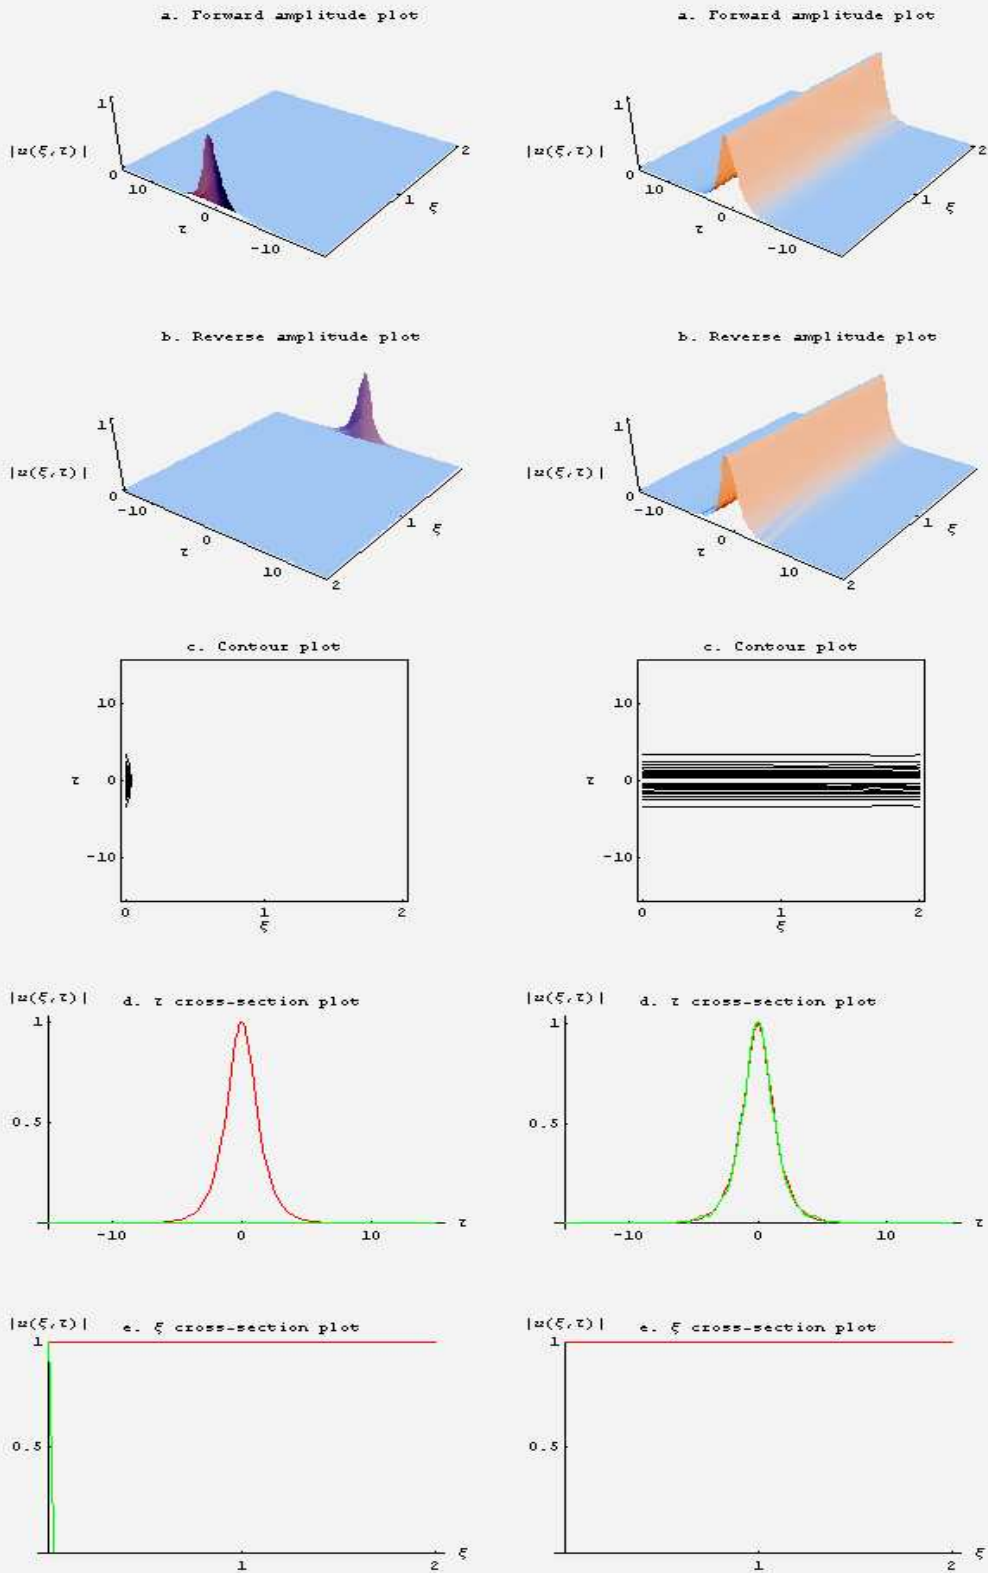 a. Forward amplitude plot
1
|u(ξ,τ)|
0
10
τ
0
-10
ξ
1
2
a. Forward amplitude plot
1
|u(ξ,τ)|
0
10
τ
0
-10
ξ
1
2
b. Reverse amplitude plot
1
|u(ξ,τ)|
0
-10
τ
0
10
2
1
ξ
b. Reverse amplitude plot
1
|u(ξ,τ)|
0
-10
τ
0
10
2
1
ξ
c. Contour plot
10
τ 0
-10
0 1 2
ξ
c. Contour plot
10
τ 0
-10
0 1 2
ξ
|u(ξ,τ)| d. τ cross-section plot
1
0.5
-10 0 10 τ
|u(ξ,τ)| d. τ cross-section plot
1
0.5
-10 0 10 τ
|u(ξ,τ)| e. ξ cross-section plot
1
0.5
1 2 ξ
|u(ξ,τ)| e. ξ cross-section plot
1
0.5
1 2 ξ